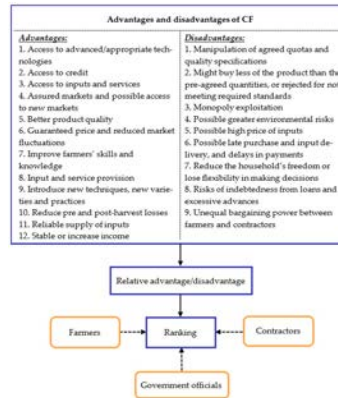 Advantages and disadvantages of CF
Advantages:
1. Access to advanced/appropriate tech-
nologies
2. Access to credit
3. Access to inputs and services
4. Assured markets and possible access
to new markets
5. Better product quality
6. Guaranteed price and reduced market
fluctuations
7. Improve farmers' skills and
knowledge
8. Input and service provision
9. Introduce new techniques, new varie-
ties and practices
10. Reduce pre and post-harvest losses
11. Reliable supply of inputs
12. Stable or increase income
Disadvantages:
1. Manipulation of agreed quotas and
quality specifications
2. Might buy less of the product than the
pre-agreed quantities, or rejected for not
meeting required standards
3. Monopoly exploitation
4. Possible greater environmental risks
5. Possible high price of inputs
6. Possible late purchase and input de-
livery, and delays in payments
7. Reduce the household's freedom or
lose flexibility in making decisions
8. Risks of indebtedness from loans and
excessive advances
9. Unequal bargaining power between
farmers and contractors
Relative advantage/disadvantage
Farmers
Ranking
Contractors
Government officials